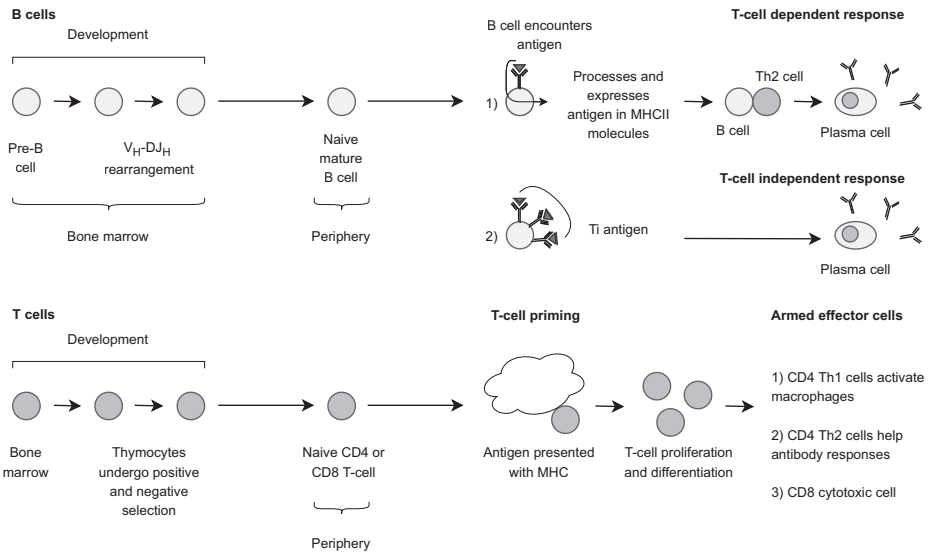 B cells
Development
Pre-B
cell
V_H-DJ_H
rearrangement
Bone marrow
Naive
mature
B cell
Periphery
B cell encounters
antigen
1)
Processes and
expresses
antigen in MHCII
molecules
T-cell dependent response
Th2 cell
B cell
Plasma cell
2)
Ti antigen
T-cell independent response
Plasma cell
T cells
Development
Bone
marrow
Thymocytes
undergo positive
and negative
selection
Naive CD4 or
CD8 T-cell
Periphery
T-cell priming
Antigen presented
with MHC
T-cell proliferation
and differentiation
Armed effector cells
1) CD4 Th1 cells activate
macrophages
2) CD4 Th2 cells help
antibody responses
3) CD8 cytotoxic cell